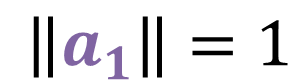 ‖a₁‖ = 1